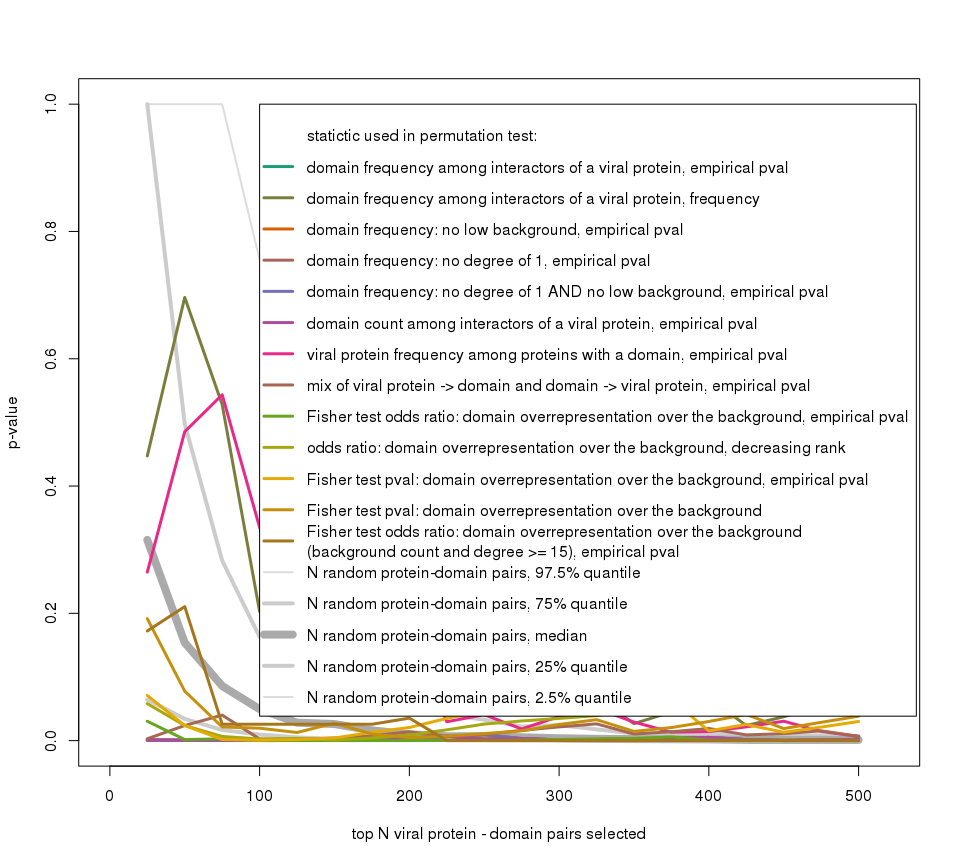 statictic used in permutation test:
domain frequency among interactors of a viral protein, empirical pval
domain frequency among interactors of a viral protein, frequency
domain frequency: no low background, empirical pval
domain frequency: no degree of 1, empirical pval
domain frequency: no degree of 1 AND no low background, empirical pval
domain count among interactors of a viral protein, empirical pval
viral protein frequency among proteins with a domain, empirical pval
mix of viral protein -> domain and domain -> viral protein, empirical pval
Fisher test odds ratio: domain overrepresentation over the background, empirical pval
odds ratio: domain overrepresentation over the background, decreasing rank
Fisher test pval: domain overrepresentation over the background, empirical pval
Fisher test pval: domain overrepresentation over the background
Fisher test odds ratio: domain overrepresentation over the background
(background count and degree >= 15), empirical pval
N random protein-domain pairs, 97.5% quantile
N random protein-domain pairs, 75% quantile
N random protein-domain pairs, median
N random protein-domain pairs, 25% quantile
N random protein-domain pairs, 2.5% quantile
p-value
1.0
0.8
0.6
0.4
0.2
0.0
0 100 200 300 400 500
top N viral protein - domain pairs selected